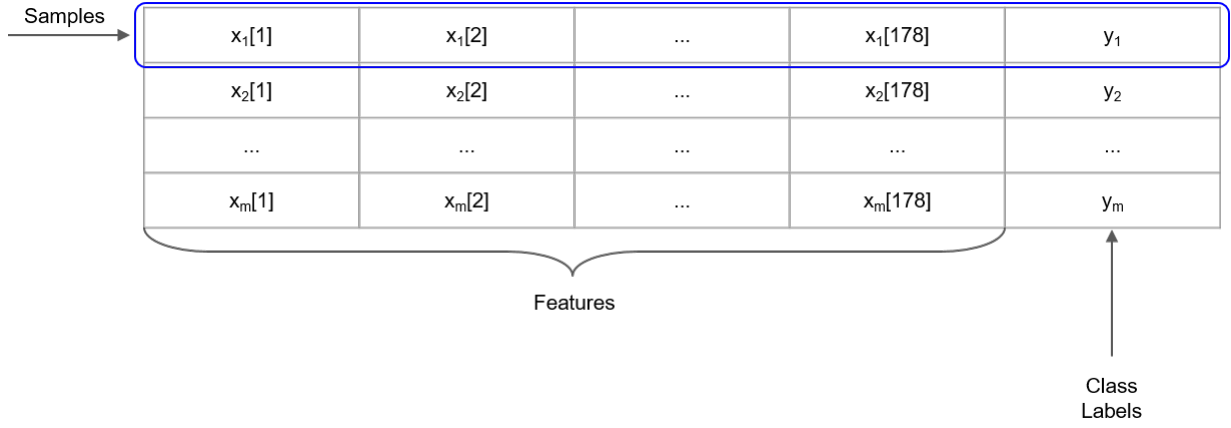 Samples
x₁[1] x₁[2] ... x₁[178] y₁
x₂[1] x₂[2] ... x₂[178] y₂
... ... ... ... ...
xₘ[1] xₘ[2] ... xₘ[178] yₘ
Features
Class
Labels